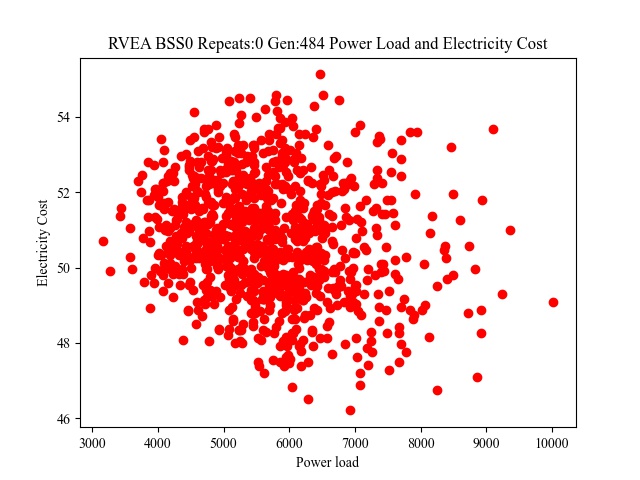 RVEA BSS0 Repeats:0 Gen:484 Power Load and Electricity Cost
Electricity Cost
54
52
50
48
46
3000 4000 5000 6000 7000 8000 9000 10000
Power load